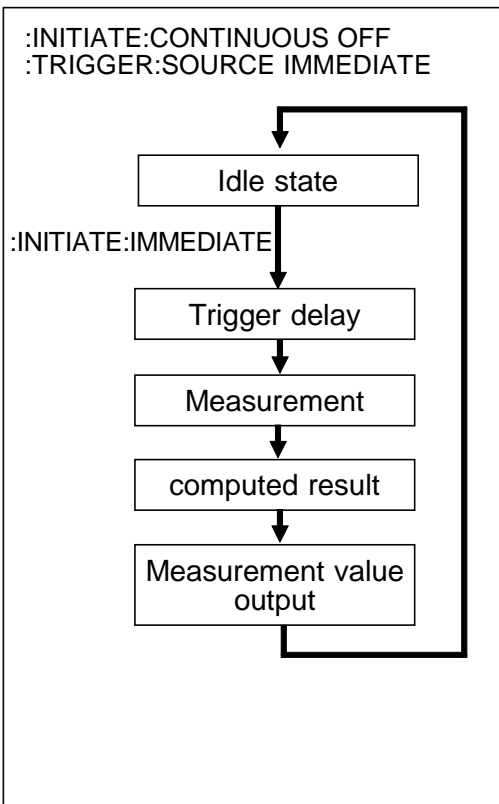 :INITIATE:CONTINUOUS OFF
:TRIGGER:SOURCE IMMEDIATE
Idle state
:INITIATE:IMMEDIATE
Trigger delay
Measurement
computed result
Measurement value
output